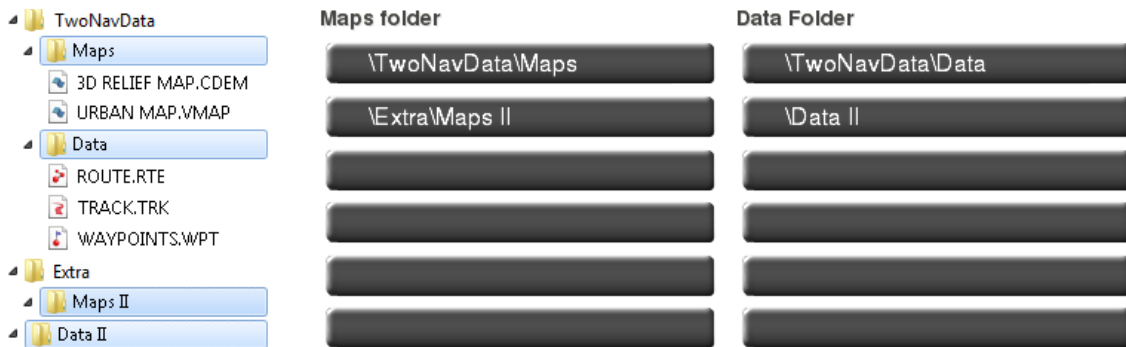 TwoNavData
Maps
3D RELIEF MAP.CDEM
URBAN MAP.VMAP
Data
ROUTE.RTE
TRACK.TRK
WAYPOINTS.WPT
Extra
Maps II
Data II
Maps folder
\TwoNavData\Maps
\Extra\Maps II
Data Folder
\TwoNavData\Data
\Data II